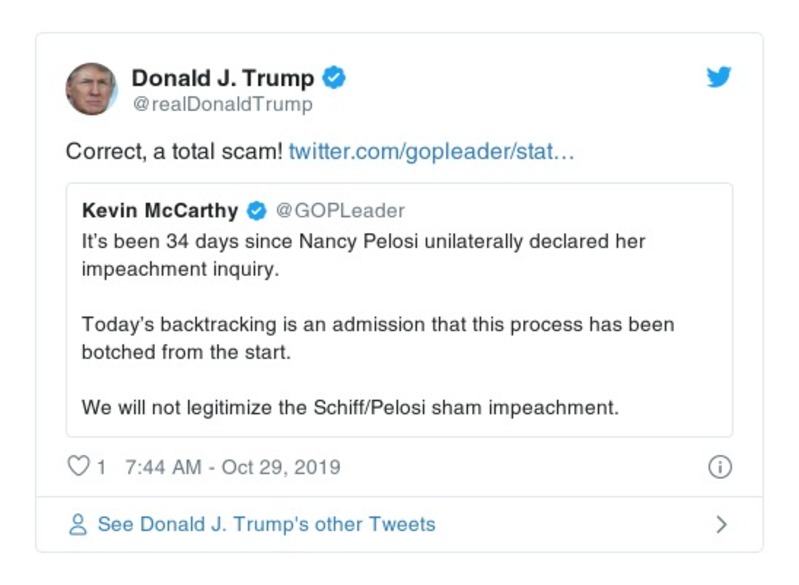 Donald J. Trump
@realDonaldTrump
Correct, a total scam! twitter.com/gopleader/stat…
Kevin McCarthy @GOPLeader
It’s been 34 days since Nancy Pelosi unilaterally declared her
impeachment inquiry.
Today’s backtracking is an admission that this process has been
botched from the start.
We will not legitimize the Schiff/Pelosi sham impeachment.
1 7:44 AM - Oct 29, 2019
See Donald J. Trump's other Tweets